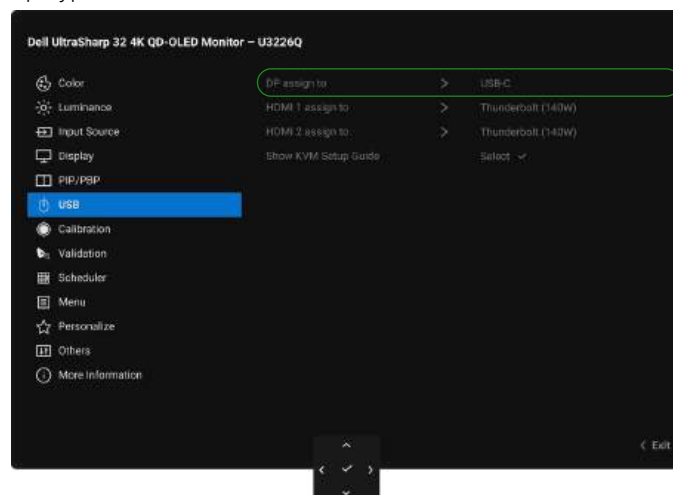 Dell UltraSharp 32 4K QD-OLED Monitor – U3226Q
Color
DP assign to > USB-C
Luminance
HDMI 1 assign to > Thunderbolt (140W)
Input Source
HDMI 2 assign to > Thunderbolt (140W)
Display
Show KVM Setup Guide Select ✓
PIP/PBP
USB
Calibration
Validation
Scheduler
Menu
Personalize
Others
More Information
< Exit